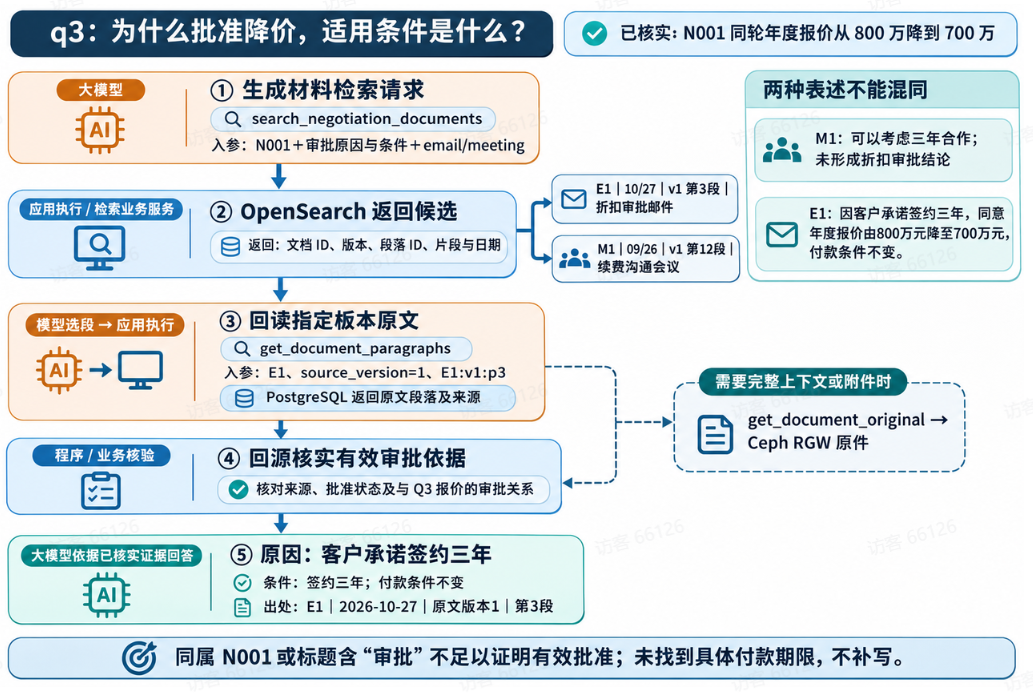 q3：为什么批准降价，适用条件是什么？
已核实：N001 同轮年度报价从 800 万降到 700 万
大模型
AI
① 生成材料检索请求
search_negotiation_documents
入参：N001＋审批原因与条件＋email/meeting
应用执行 / 检索业务服务
② OpenSearch 返回候选
返回：文档 ID、版本、段落 ID、片段与日期
E1｜10/27｜v1 第3段｜
折扣审批邮件
M1｜09/26｜v1 第12段｜
续费沟通会议
两种表述不能混同
M1：可以考虑三年合作；
未形成折扣审批结论
E1：因客户承诺签约三年，同意
年度报价由800万元降至700万元，
付款条件不变。
模型选段 → 应用执行
AI
③ 回读指定板本原文
get_document_paragraphs
入参：E1、source_version=1、E1:v1:p3
PostgreSQL 返回原文段落及来源
需要完整上下文或附件时
get_document_original →
Ceph RGW 原件
程序 / 业务核验
④ 回源核实有效审批依据
核对来源、批准状态及与 Q3 报价的审批关系
大模型依据已核实证据回答
AI
⑤ 原因：客户承诺签约三年
条件：签约三年；付款条件不变
出处：E1｜2026-10-27｜原文版本1｜第3段
同属 N001 或标题含“审批”不足以证明有效批准；未找到具体付款期限，不补写。
访客 66126